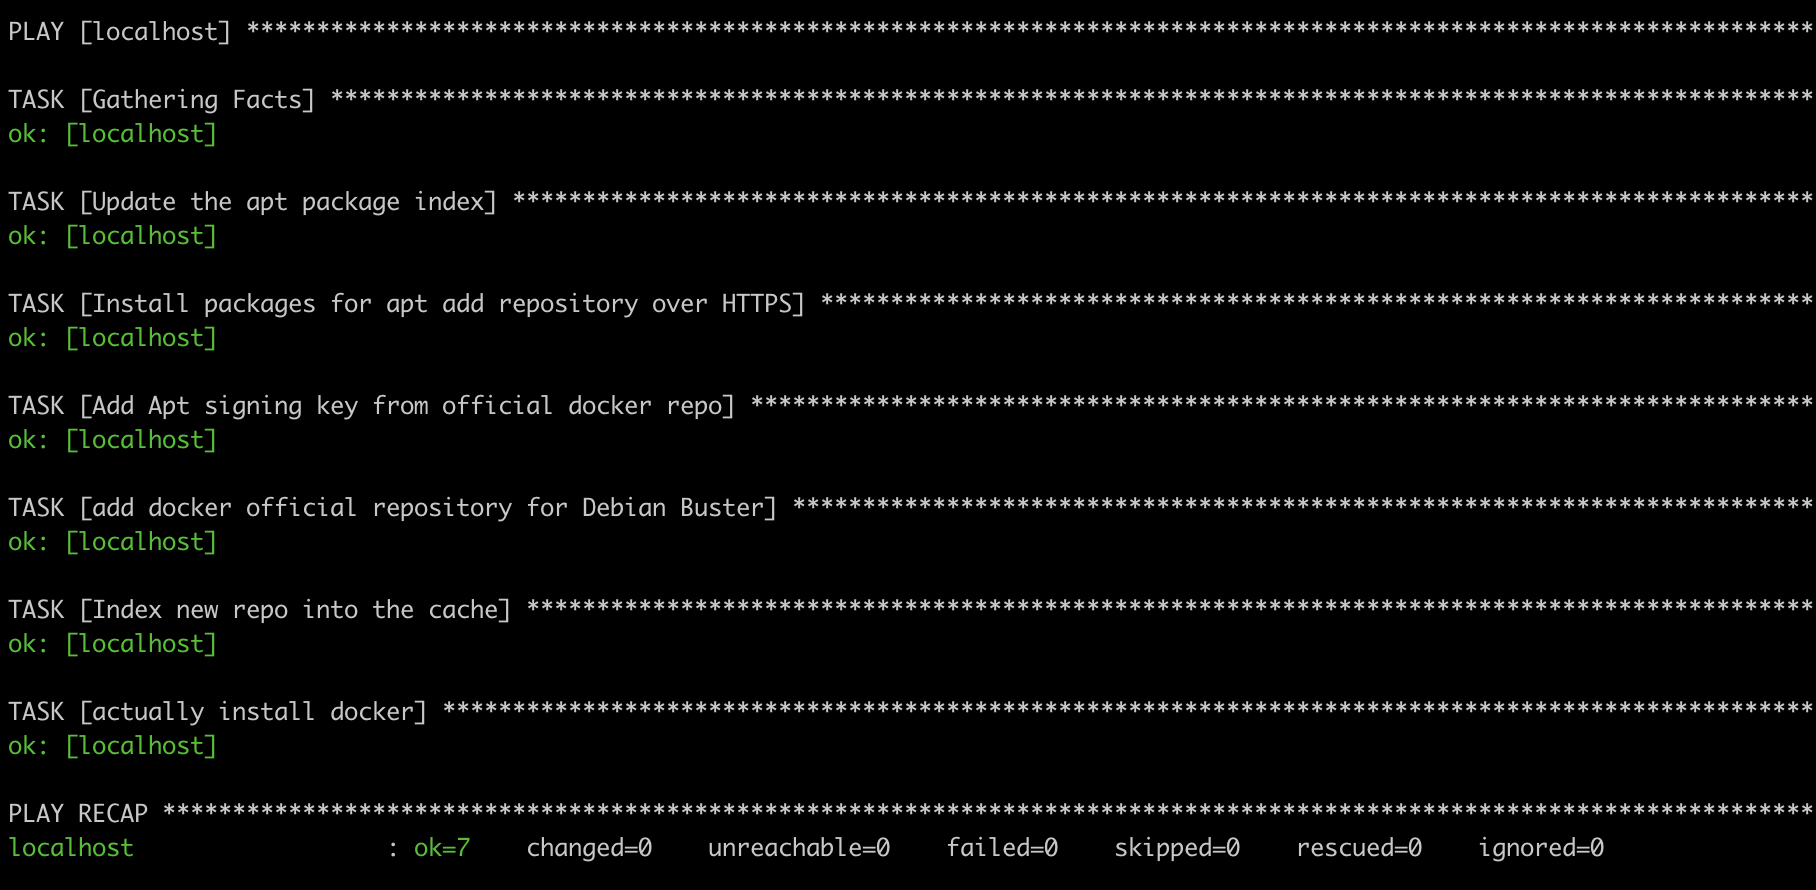 PLAY [localhost] ****************************************************************************************************************
TASK [Gathering Facts] **********************************************************************************************************
ok: [localhost]
TASK [Update the apt package index] *********************************************************************************************
ok: [localhost]
TASK [Install packages for apt add repository over HTTPS] ***********************************************************************
ok: [localhost]
TASK [Add Apt signing key from official docker repo] ****************************************************************************
ok: [localhost]
TASK [add docker official repository for Debian Buster] *************************************************************************
ok: [localhost]
TASK [Index new repo into the cache] ********************************************************************************************
ok: [localhost]
TASK [actually install docker] **************************************************************************************************
ok: [localhost]
PLAY RECAP **********************************************************************************************************************
localhost                  : ok=7    changed=0    unreachable=0    failed=0    skipped=0    rescued=0    ignored=0